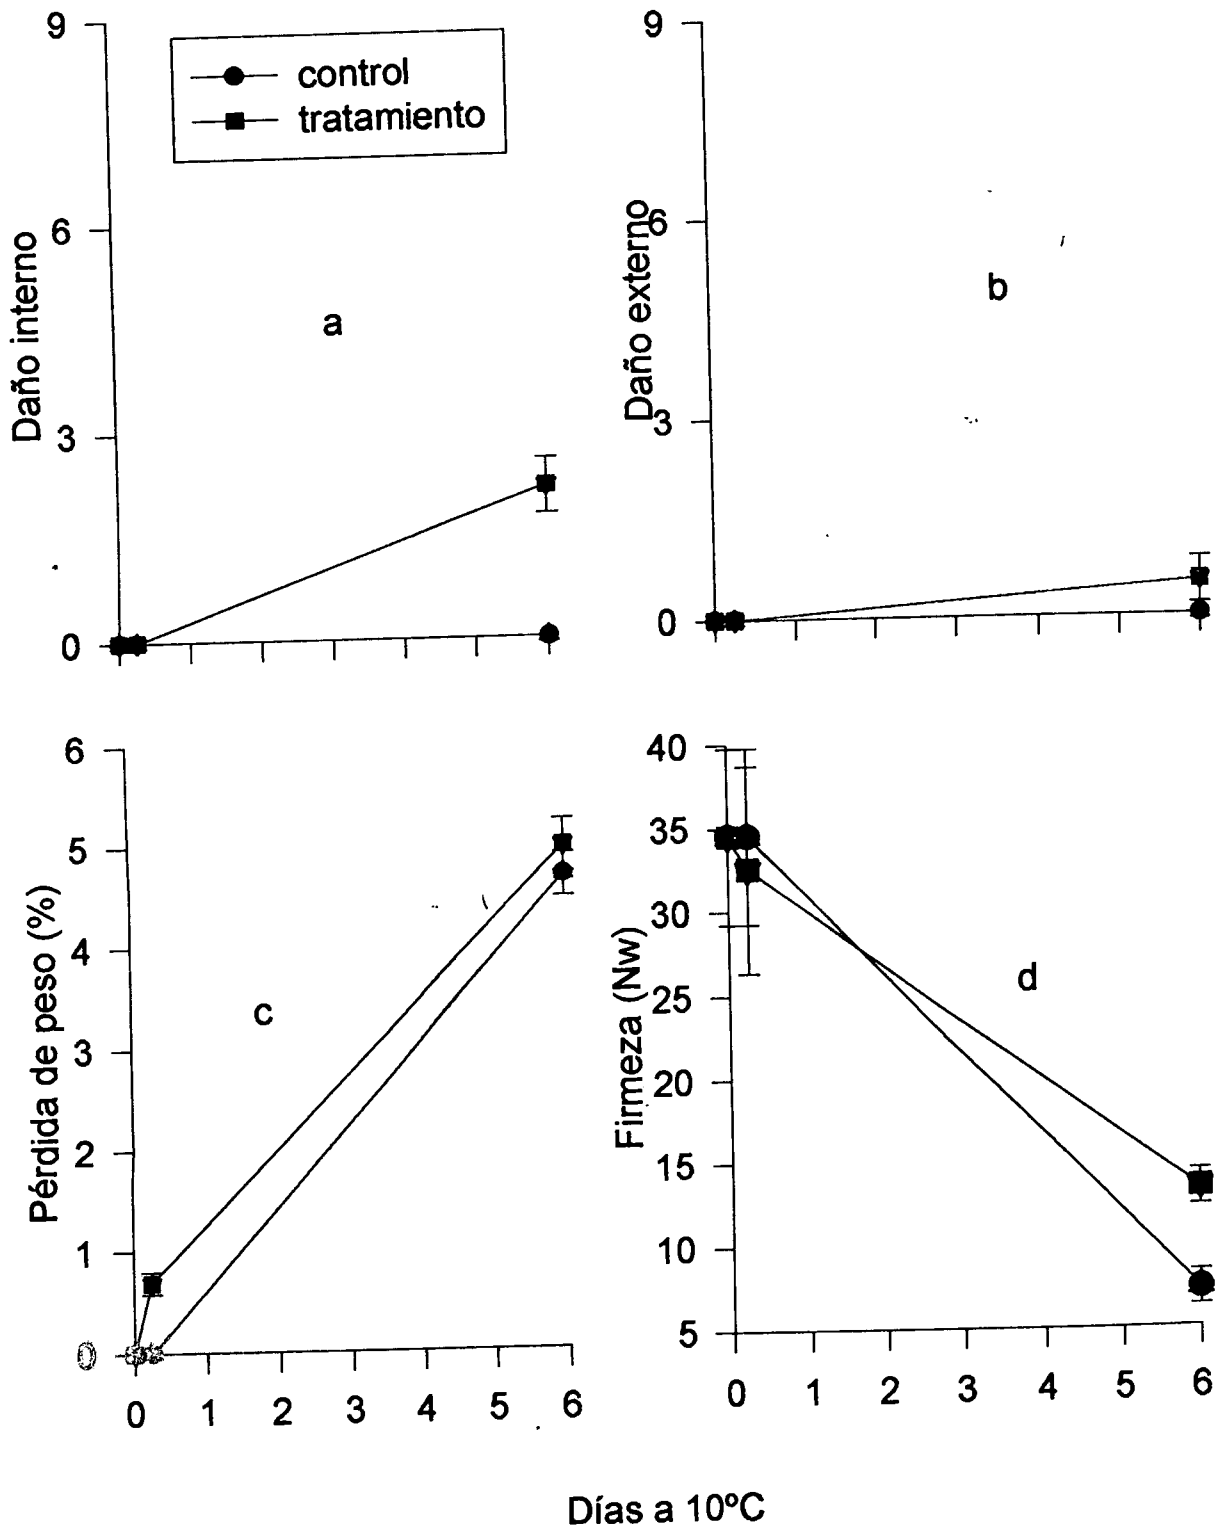 9
control
tratamiento
6
3
0
Daño interno
a
9
6
3
0
Daño externo
b
6
5
4
3
2
1
0
Pérdida de peso (%)
c
0 1 2 3 4 5 6
40
35
30
25
20
15
10
5
Firmeza (Nw)
d
0 1 2 3 4 5 6
Días a 10ºC